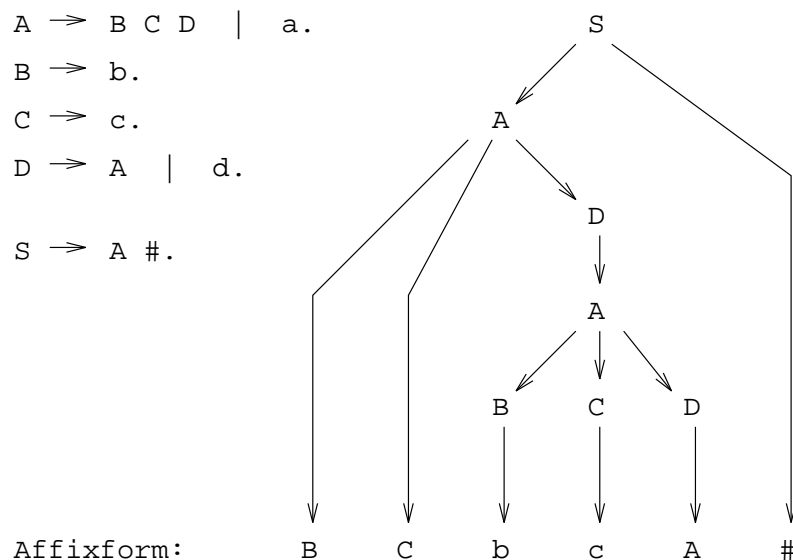 A → B C D | a.
B → b.
C → c.
D → A | d.
S → A #.
S
A
D
A
B C D
Affixform: B C b c A #